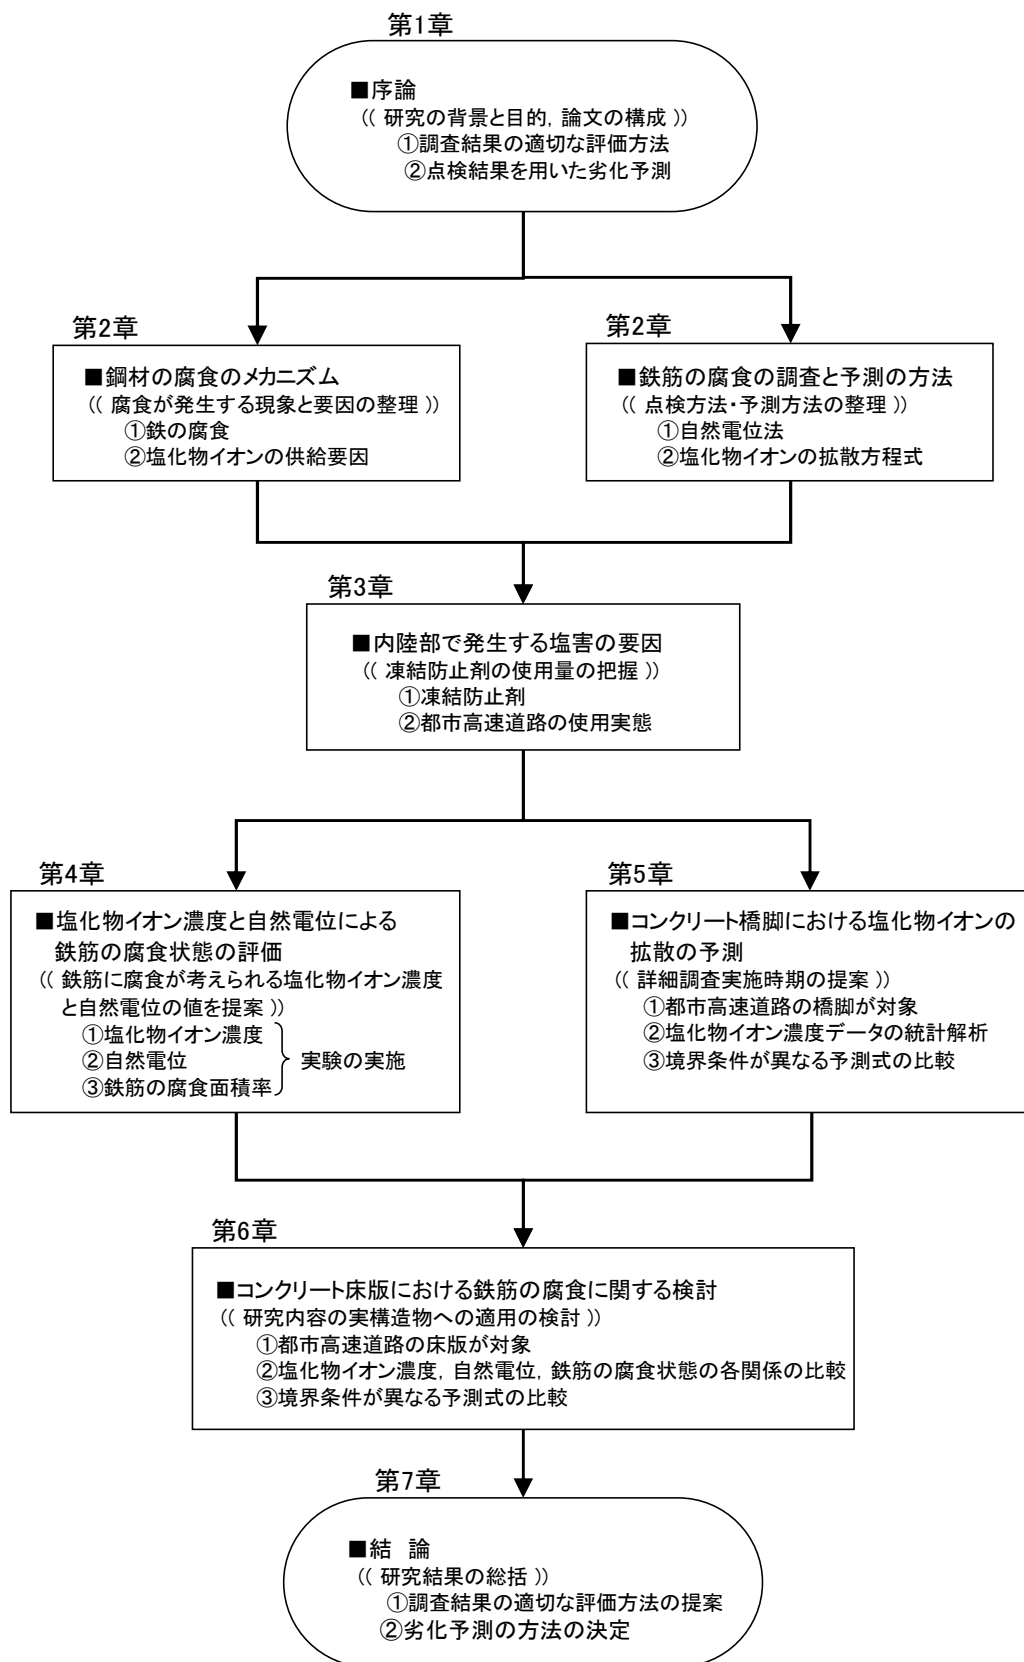 第1章
■序論
(( 研究の背景と目的, 論文の構成 ))
①調査結果の適切な評価方法
②点検結果を用いた劣化予測
第2章
■鋼材の腐食のメカニズム
(( 腐食が発生する現象と要因の整理 ))
①鉄の腐食
②塩化物イオンの供給要因
第2章
■鉄筋の腐食の調査と予測の方法
(( 点検方法・予測方法の整理 ))
①自然電位法
②塩化物イオンの拡散方程式
第3章
■内陸部で発生する塩害の要因
(( 凍結防止剤の使用量の把握 ))
①凍結防止剤
②都市高速道路の使用実態
第4章
■塩化物イオン濃度と自然電位による
鉄筋の腐食状態の評価
(( 鉄筋に腐食が考えられる塩化物イオン濃度
と自然電位の値を提案 ))
①塩化物イオン濃度
②自然電位
③鉄筋の腐食面積率
実験の実施
第5章
■コンクリート橋脚における塩化物イオンの
拡散の予測
(( 詳細調査実施時期の提案 ))
①都市高速道路の橋脚が対象
②塩化物イオン濃度データの統計解析
③境界条件が異なる予測式の比較
第6章
■コンクリート床版における鉄筋の腐食に関する検討
(( 研究内容の実構造物への適用の検討 ))
①都市高速道路の床版が対象
②塩化物イオン濃度, 自然電位, 鉄筋の腐食状態の各関係の比較
③境界条件が異なる予測式の比較
第7章
■結 論
(( 研究結果の総括 ))
①調査結果の適切な評価方法の提案
②劣化予測の方法の決定